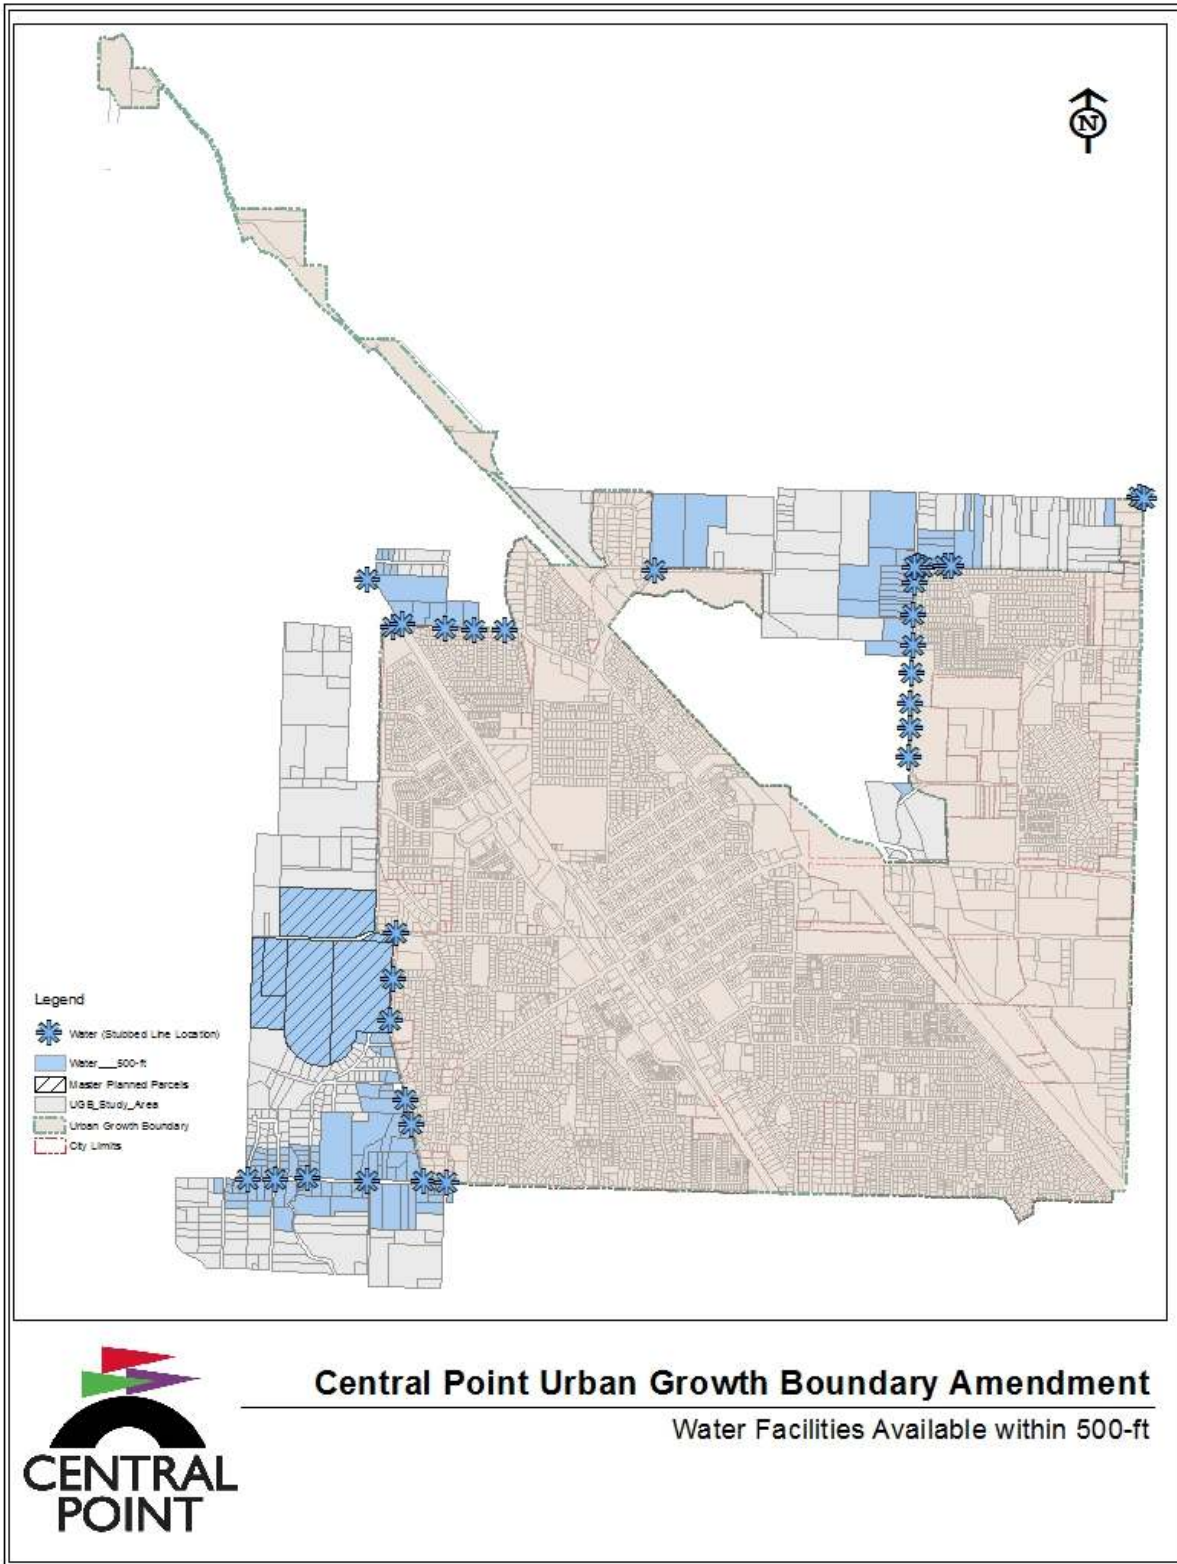 N
Legend
Water (Stubbed Line Location)
Water___500-ft
Master Planned Parcels
UGB_Study_Area
Urban Growth Boundary
City Limits
Central Point Urban Growth Boundary Amendment
Water Facilities Available within 500-ft
CENTRAL
POINT